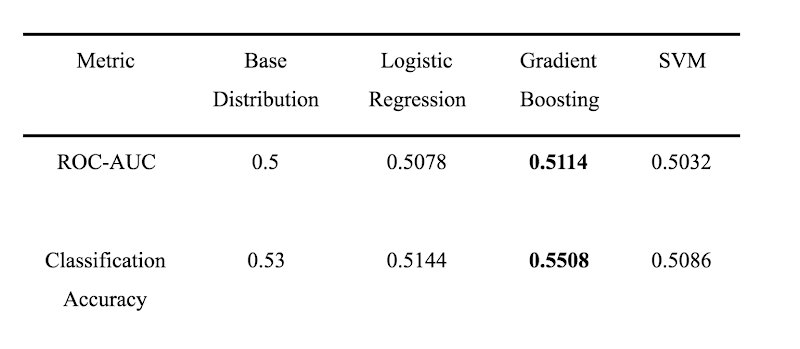 Metric Base Logistic Gradient SVM
Distribution Regression Boosting
ROC-AUC 0.5 0.5078 0.5114 0.5032
Classification 0.53 0.5144 0.5508 0.5086
Accuracy